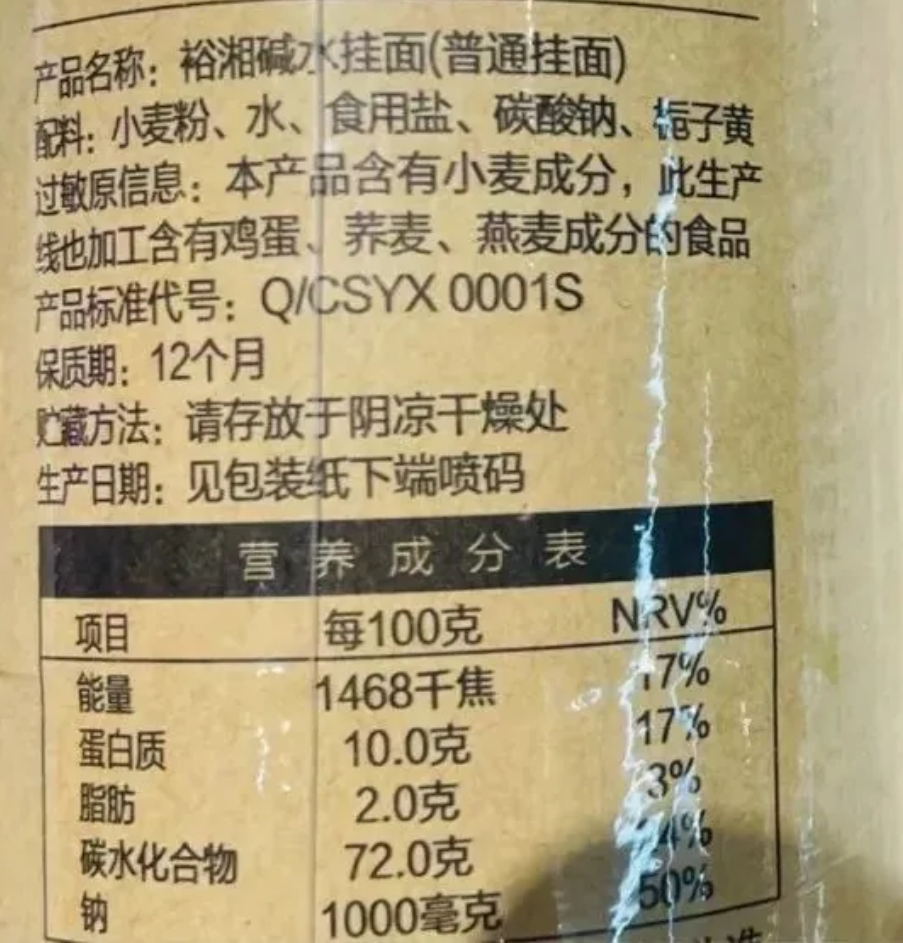 产品名称：裕湘碱水挂面(普通挂面)
配料：小麦粉、水、食用盐、碳酸钠、栀子黄
过敏原信息：本产品含有小麦成分，此生产
线也加工含有鸡蛋、荞麦、燕麦成分的食品
产品标准代号：Q/CSYX 0001S
保质期：12个月
贮藏方法：请存放于阴凉干燥处
生产日期：见包装纸下端喷码
营养成分表
项目 每100克 NRV%
能量 1468千焦 17%
蛋白质 10.0克 17%
脂肪 2.0克 3%
碳水化合物 72.0克
钠 1000毫克 50%